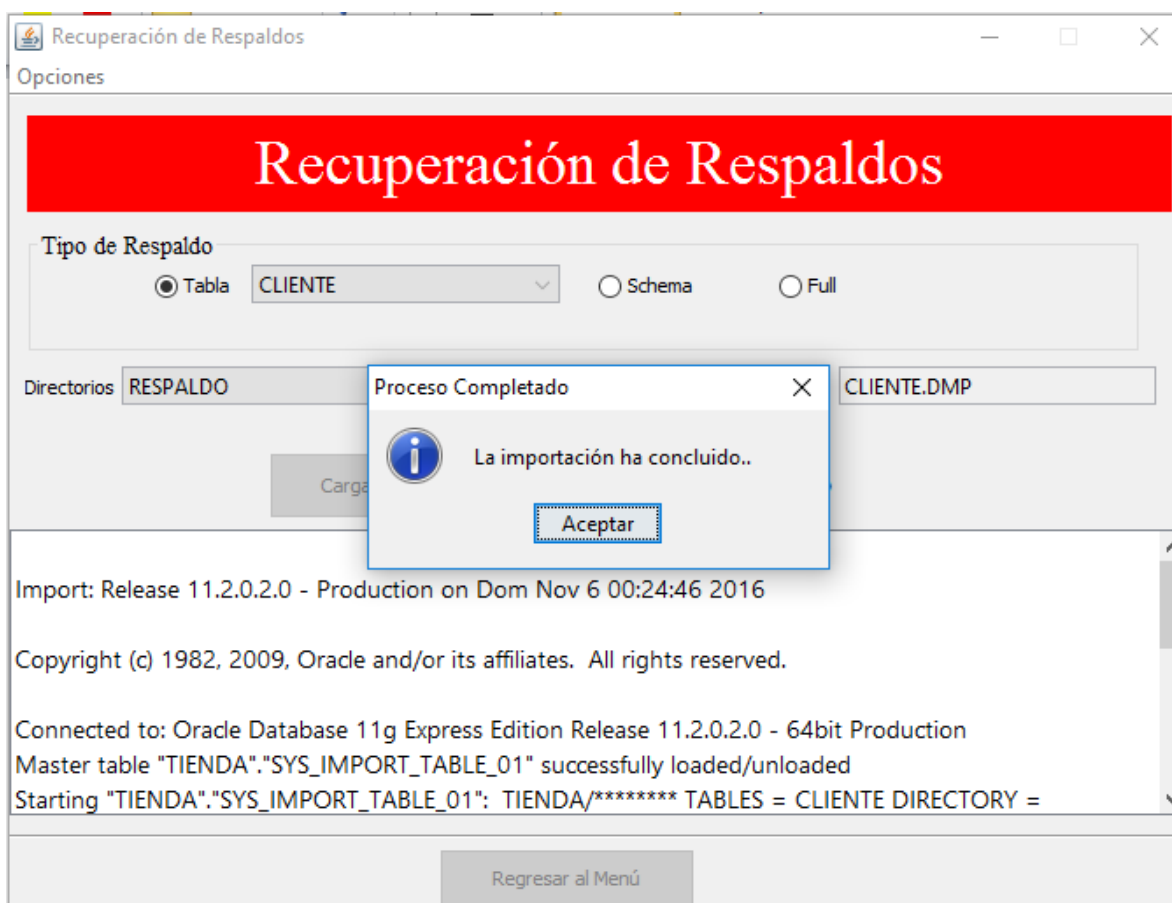 Recuperación de Respaldos
Opciones
Recuperación de Respaldos
Tipo de Respaldo
Tabla CLIENTE Schema Full
Directorios RESPALDO CLIENTE.DMP
Proceso Completado
La importación ha concluido..
Aceptar
Import: Release 11.2.0.2.0 - Production on Dom Nov 6 00:24:46 2016
Copyright (c) 1982, 2009, Oracle and/or its affiliates. All rights reserved.
Connected to: Oracle Database 11g Express Edition Release 11.2.0.2.0 - 64bit Production
Master table "TIENDA"."SYS_IMPORT_TABLE_01" successfully loaded/unloaded
Starting "TIENDA"."SYS_IMPORT_TABLE_01": TIENDA/******** TABLES = CLIENTE DIRECTORY =
Regresar al Menú